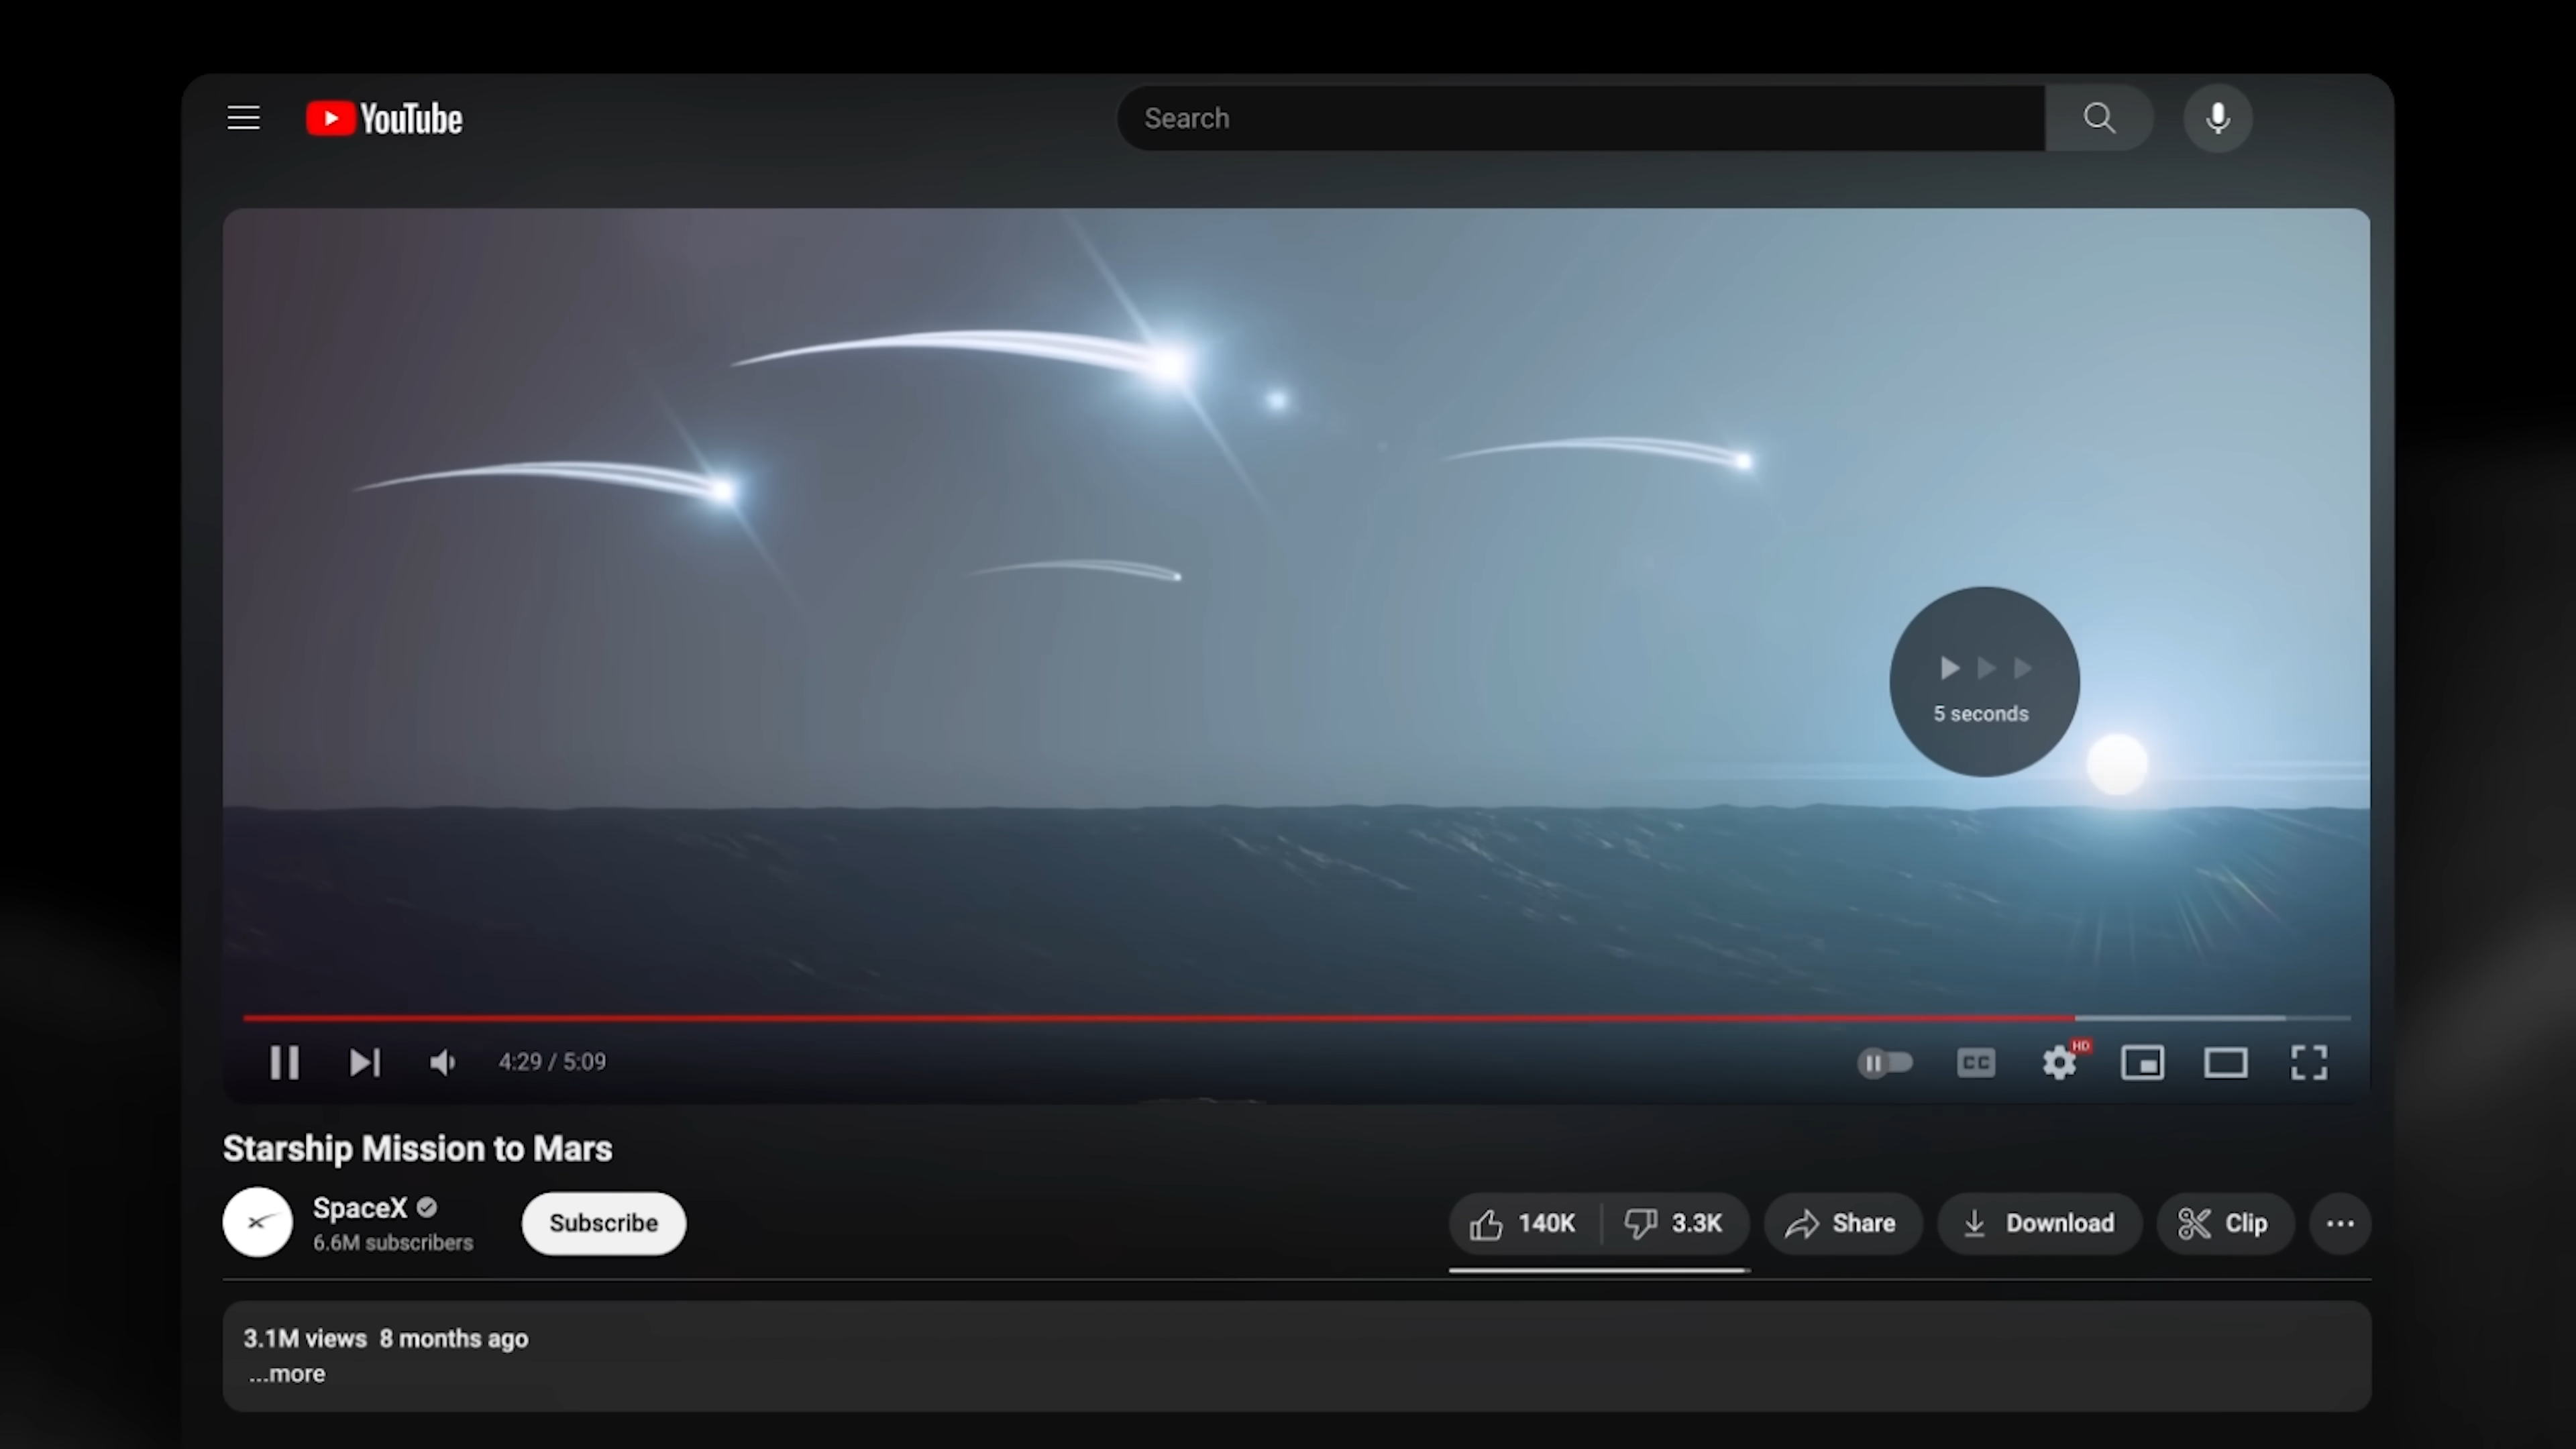 YouTube
Search
5 seconds
4:29 / 5:09
CC
HD
Starship Mission to Mars
SpaceX
6.6M subscribers
Subscribe
140K
3.3K
Share
Download
Clip
3.1M views 8 months ago
...more